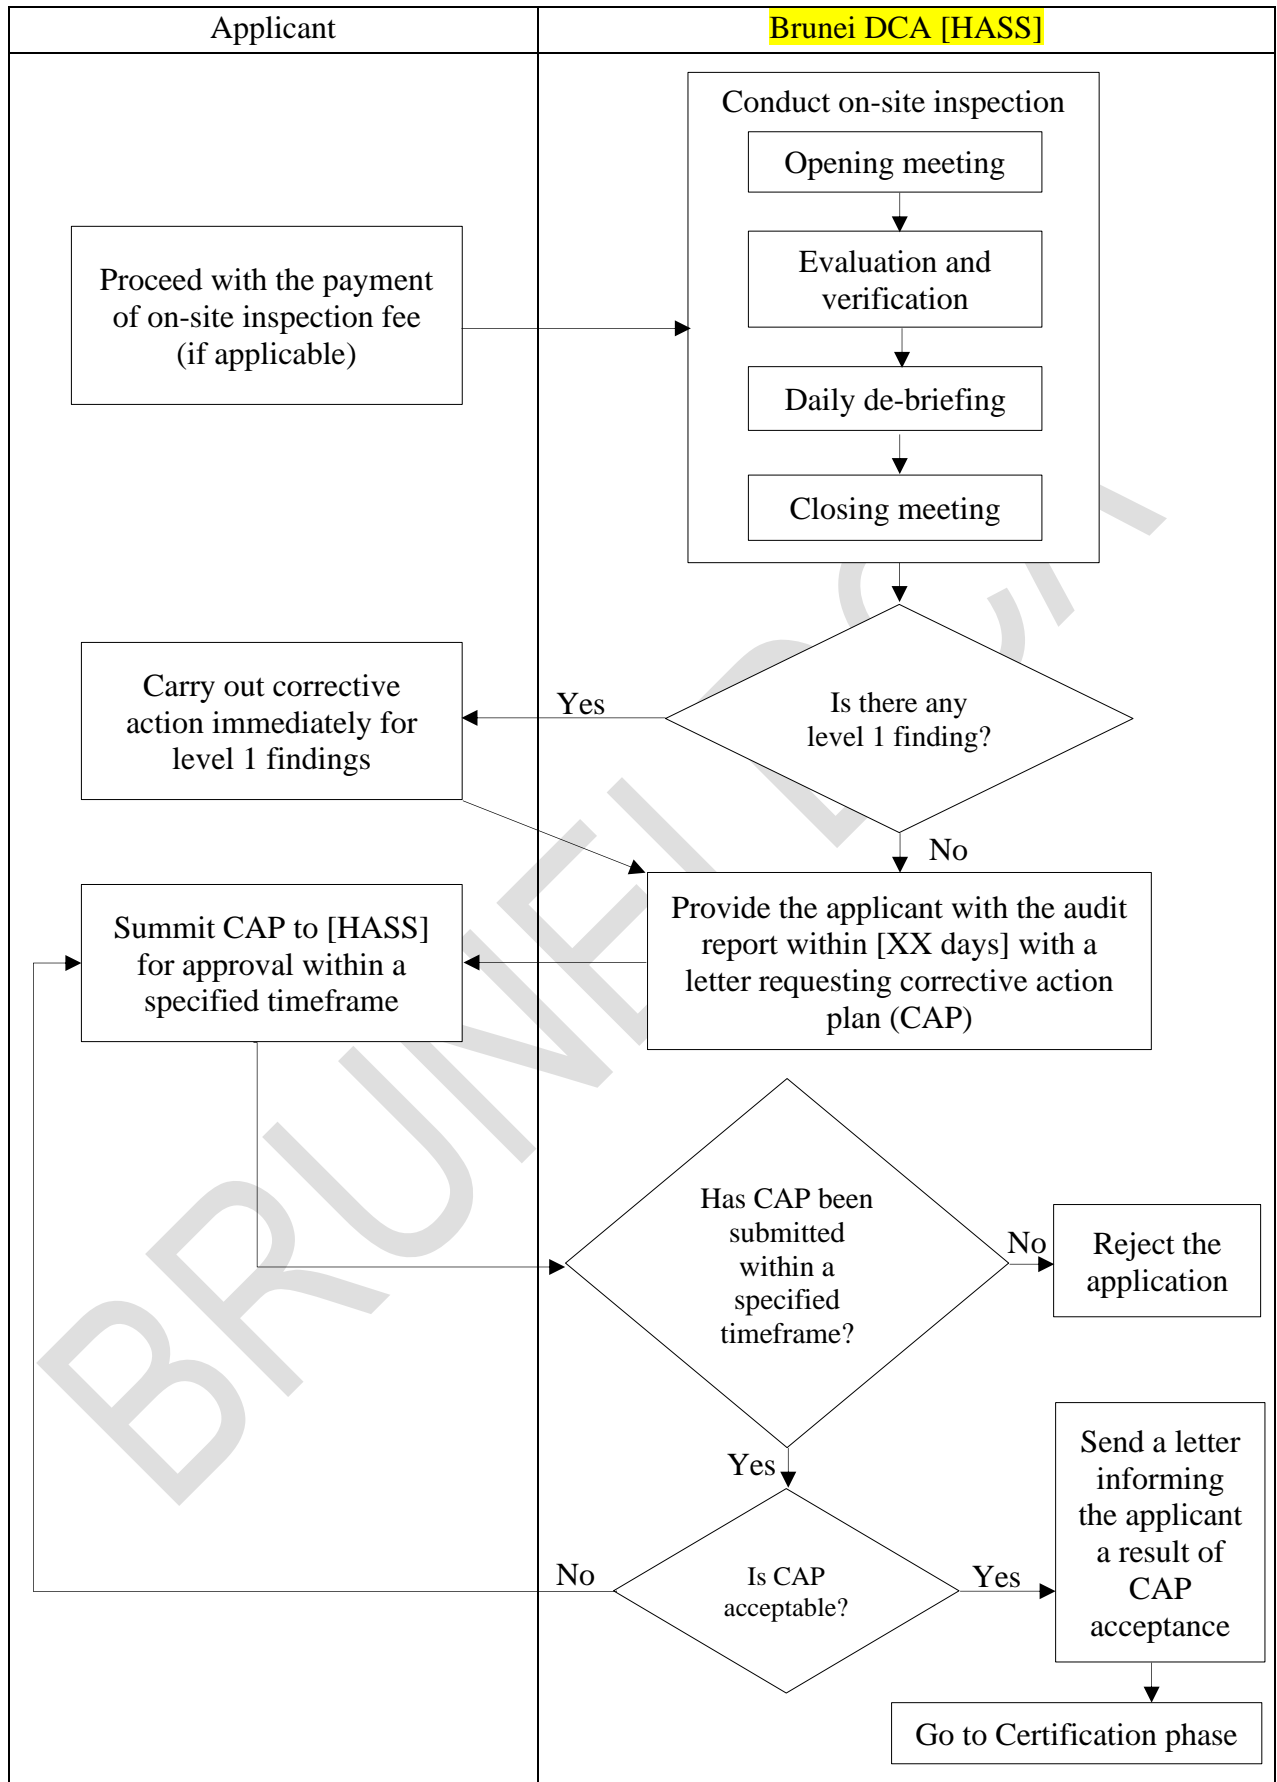 Applicant
Brunei DCA [HASS]
Conduct on-site inspection
Opening meeting
Evaluation and
verification
Daily de-briefing
Closing meeting
Proceed with the payment
of on-site inspection fee
(if applicable)
Is there any
level 1 finding?
Yes
No
Carry out corrective
action immediately for
level 1 findings
Provide the applicant with the audit
report within [XX days] with a
letter requesting corrective action
plan (CAP)
Summit CAP to [HASS]
for approval within a
specified timeframe
Has CAP been
submitted
within a
specified
timeframe?
No
Reject the
application
Yes
Is CAP
acceptable?
No
Yes
Send a letter
informing
the applicant
a result of
CAP
acceptance
Go to Certification phase
BRUNEI DCA